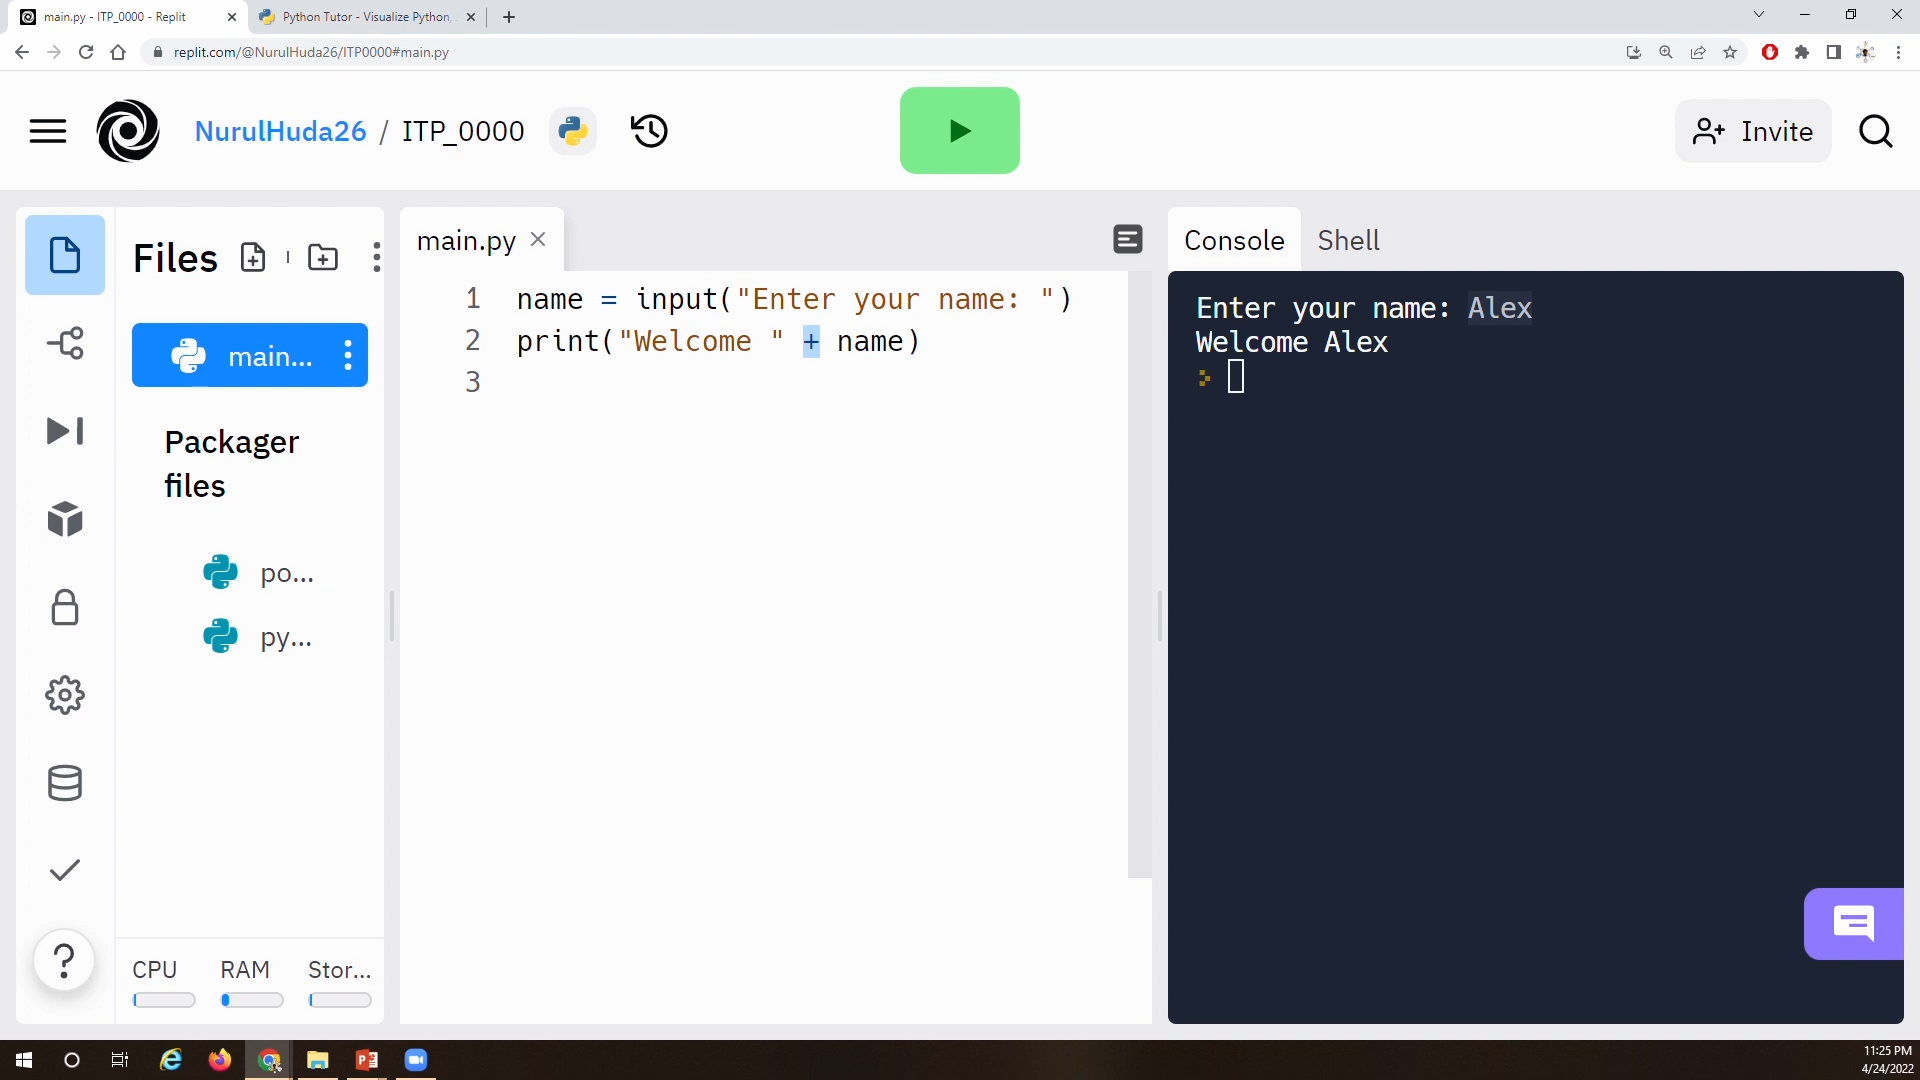 main.py - ITP_0000 - Replit
Python Tutor - Visualize Python,
replit.com/@NurulHuda26/ITP0000#main.py
NurulHuda26 / ITP_0000
Invite
Files
main...
Packager
files
po...
py...
CPU RAM Stor...
main.py
1 name = input("Enter your name: ")
2 print("Welcome " + name)
3
Console Shell
Enter your name: Alex
Welcome Alex
>
11:25 PM
4/24/2022